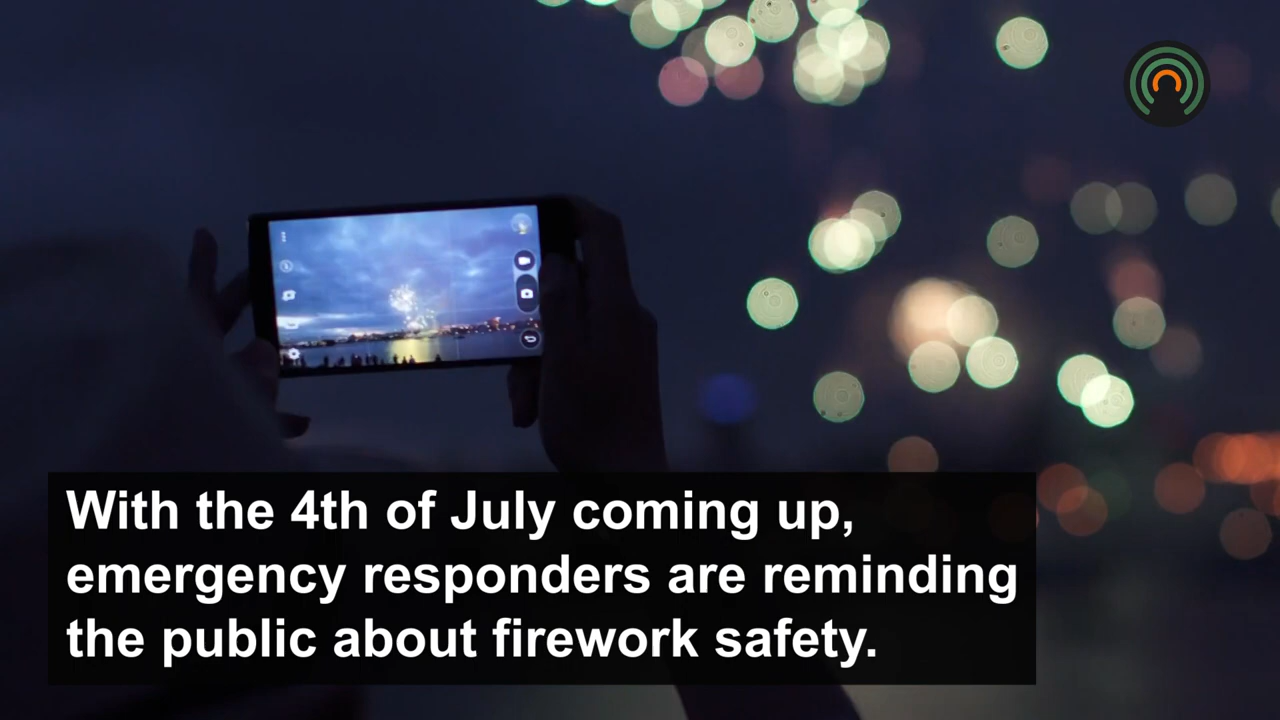 With the 4th of July coming up,
emergency responders are reminding
the public about firework safety.